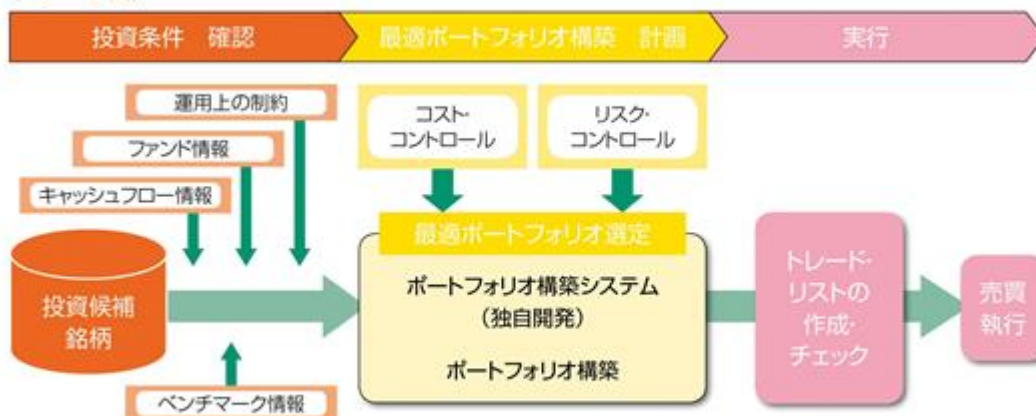 投資条件 確認
最適ポートフォリオ構築 計画
実行
運用上の制約
ファンド情報
キャッシュフロー情報
コスト・
コントロール
リスク・
コントロール
投資候補
銘柄
最適ポートフォリオ選定
ポートフォリオ構築システム
（独自開発）
ポートフォリオ構築
トレード・
リストの
作成・
チェック
売買
執行
ベンチマーク情報